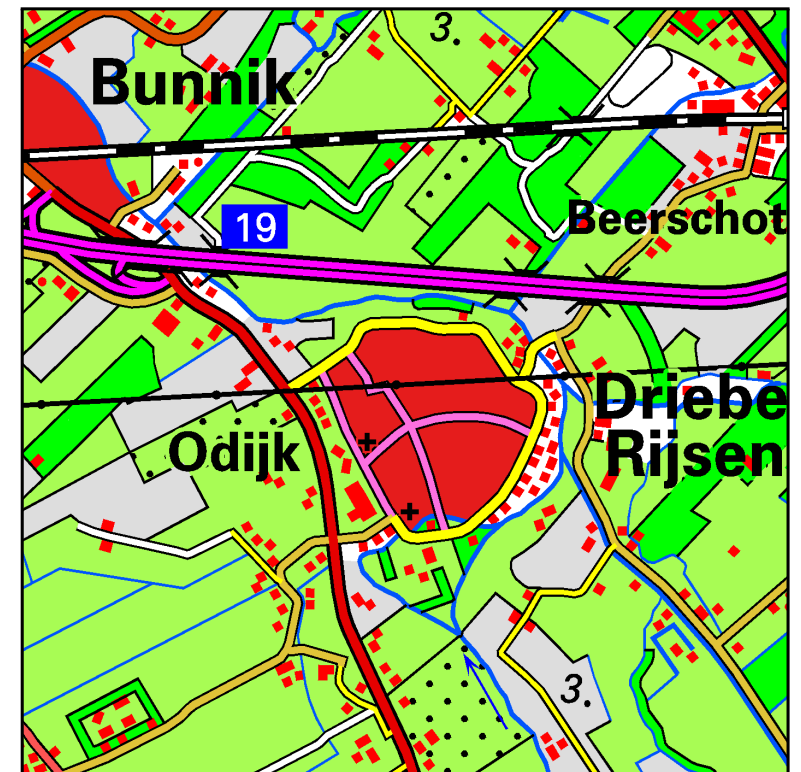 3.
Bunnik
19
Beerschot
Driebe
Rijsen
Odijk
3.